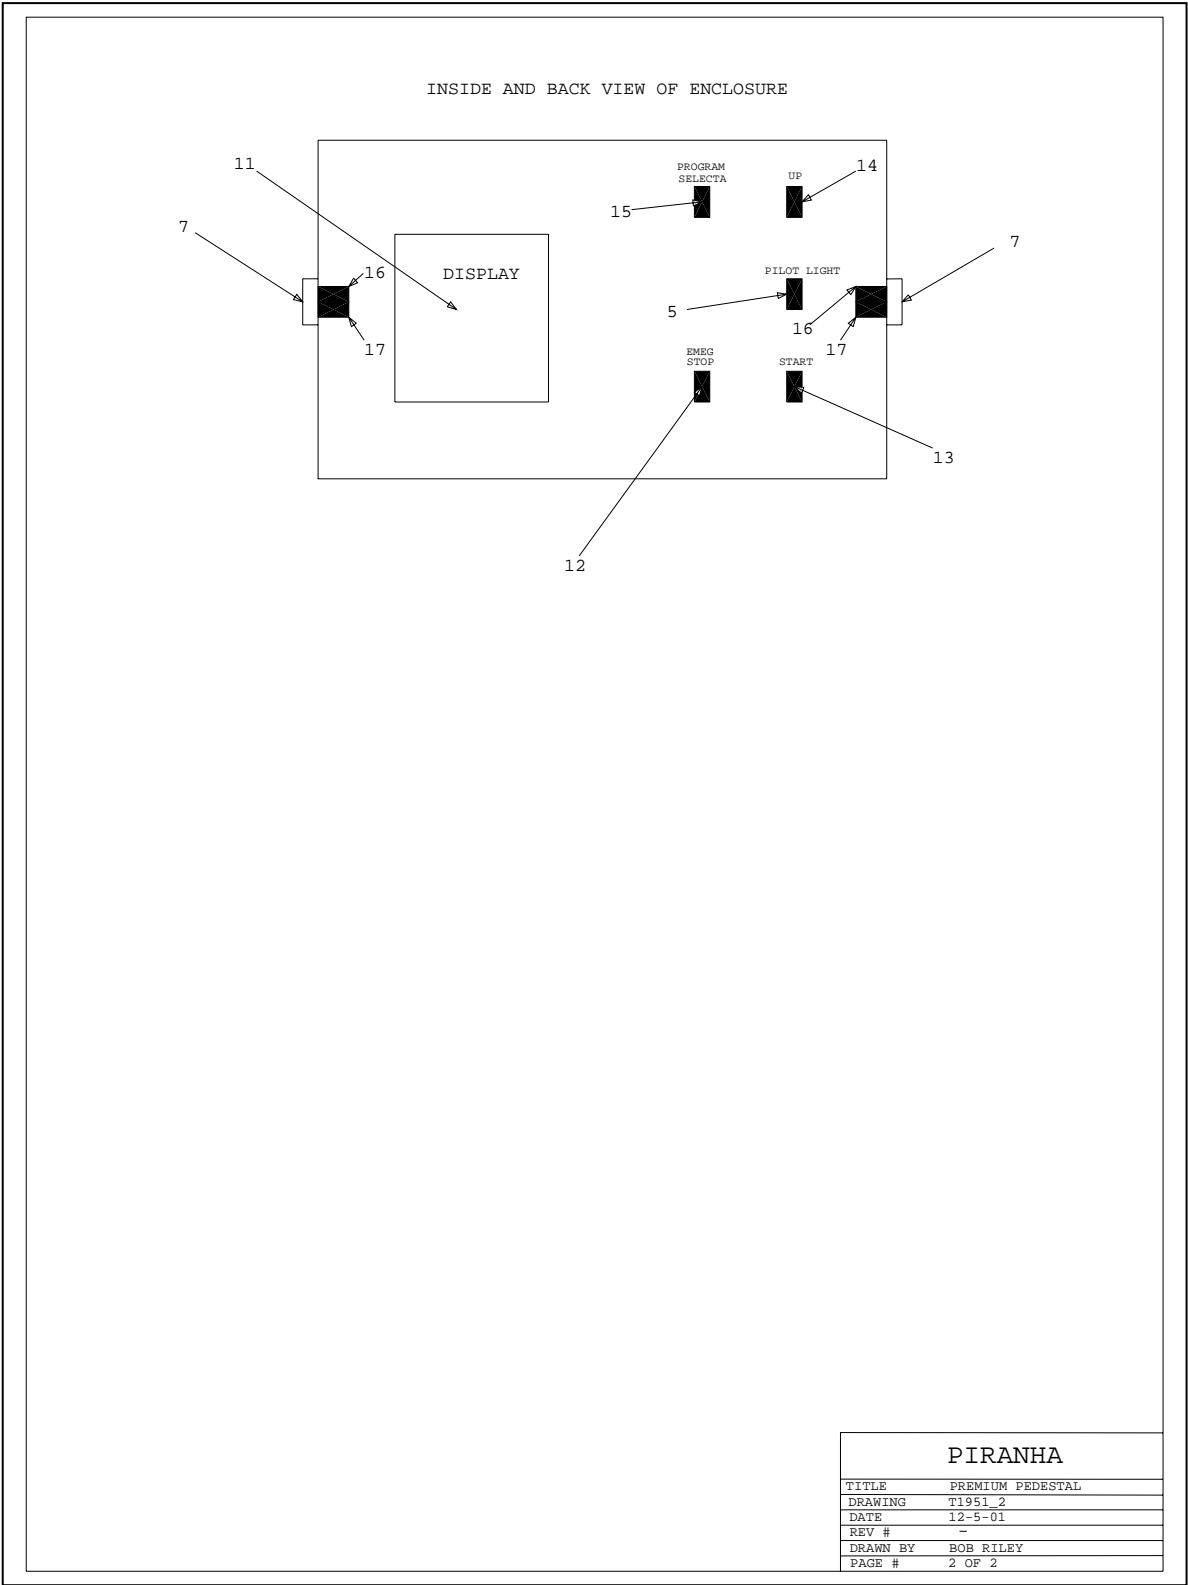 INSIDE AND BACK VIEW OF ENCLOSURE
11
PROGRAM
SELECTA
UP
14
15
7
7
16
DISPLAY
PILOT LIGHT
5
16
17
17
EMEG
STOP
START
13
12
PIRANHA
TITLE PREMIUM PEDESTAL
DRAWING T1951_2
DATE 12-5-01
REV # -
DRAWN BY BOB RILEY
PAGE # 2 OF 2